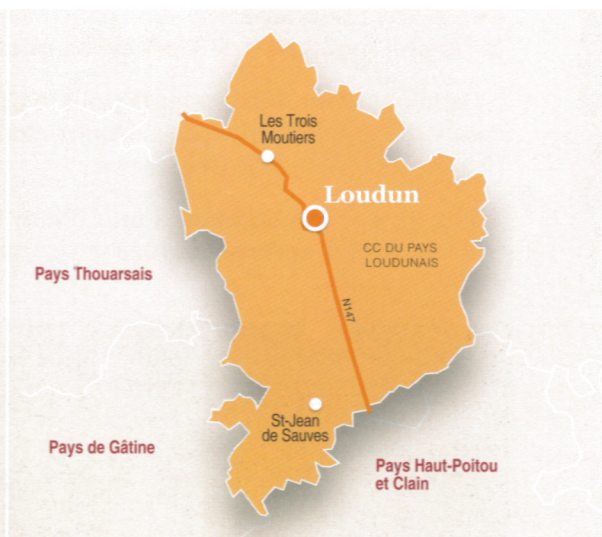 Les Trois
Moutiers
Loudun
CC DU PAYS
LOUDUNAIS
Pays Thouarsais
N147
St-Jean
de Sauves
Pays de Gâtine
Pays Haut-Poitou
et Clain